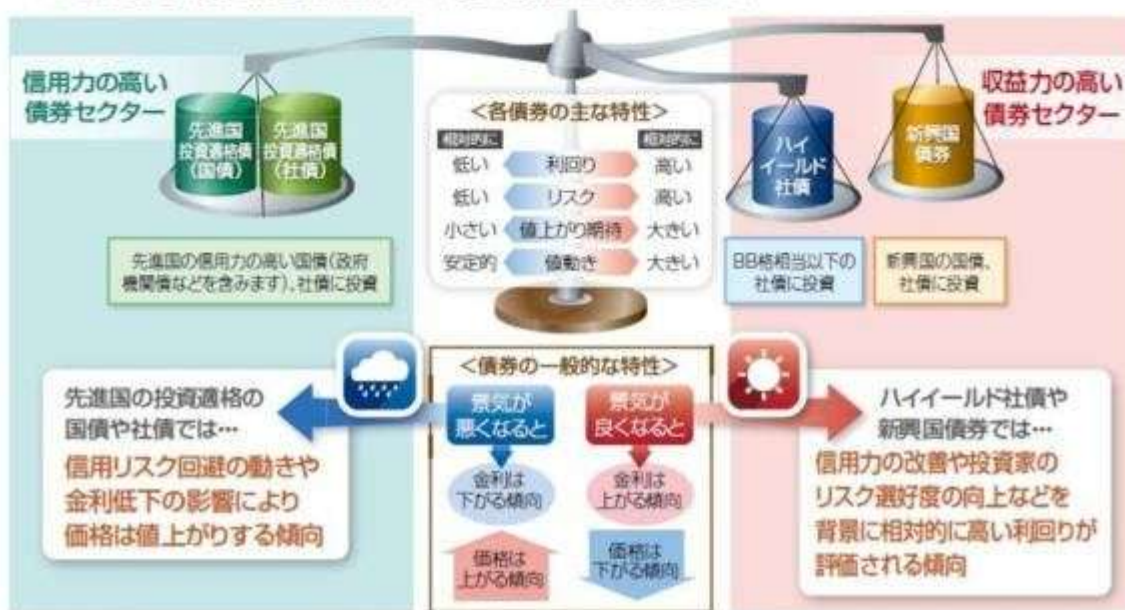 信用力の高い
債券セクター
先進国
投資適格債
(国債)
先進国
投資適格債
(社債)
先進国の信用力の高い国債(政府
機関債などを含みます)、社債に投資
<各債券の主な特性>
相対的に
相対的に
低い 利回り 高い
低い リスク 高い
小さい 値上がり期待 大きい
安定的 値動き 大きい
収益力の高い
債券セクター
ハイ
イールド
社債
新興国
債券
BB格相当以下の
社債に投資
新興国の国債、
社債に投資
先進国の投資適格の
国債や社債では…
信用リスク回避の動きや
金利低下の影響により
価格は値上がりする傾向
<債券の一般的な特性>
景気が
悪くなると
金利は
下がる傾向
価格は
上がる傾向
景気が
良くなると
金利は
上がる傾向
価格は
下がる傾向
ハイイールド社債や
新興国債券では…
信用力の改善や投資家の
リスク選好度の向上などを
背景に相対的に高い利回りが
評価される傾向